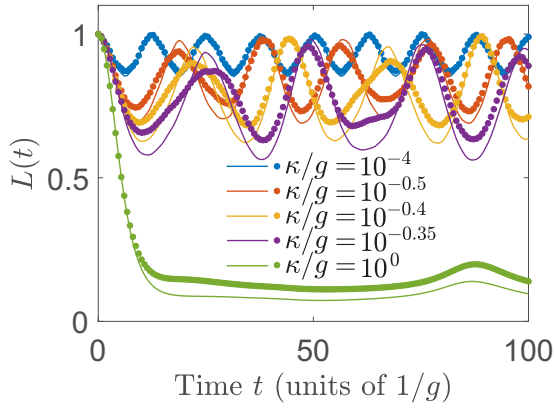 1
0.5
0
L(t)
κ/g = 10^-4
κ/g = 10^-0.5
κ/g = 10^-0.4
κ/g = 10^-0.35
κ/g = 10^0
0 50 100
Time t (units of 1/g)